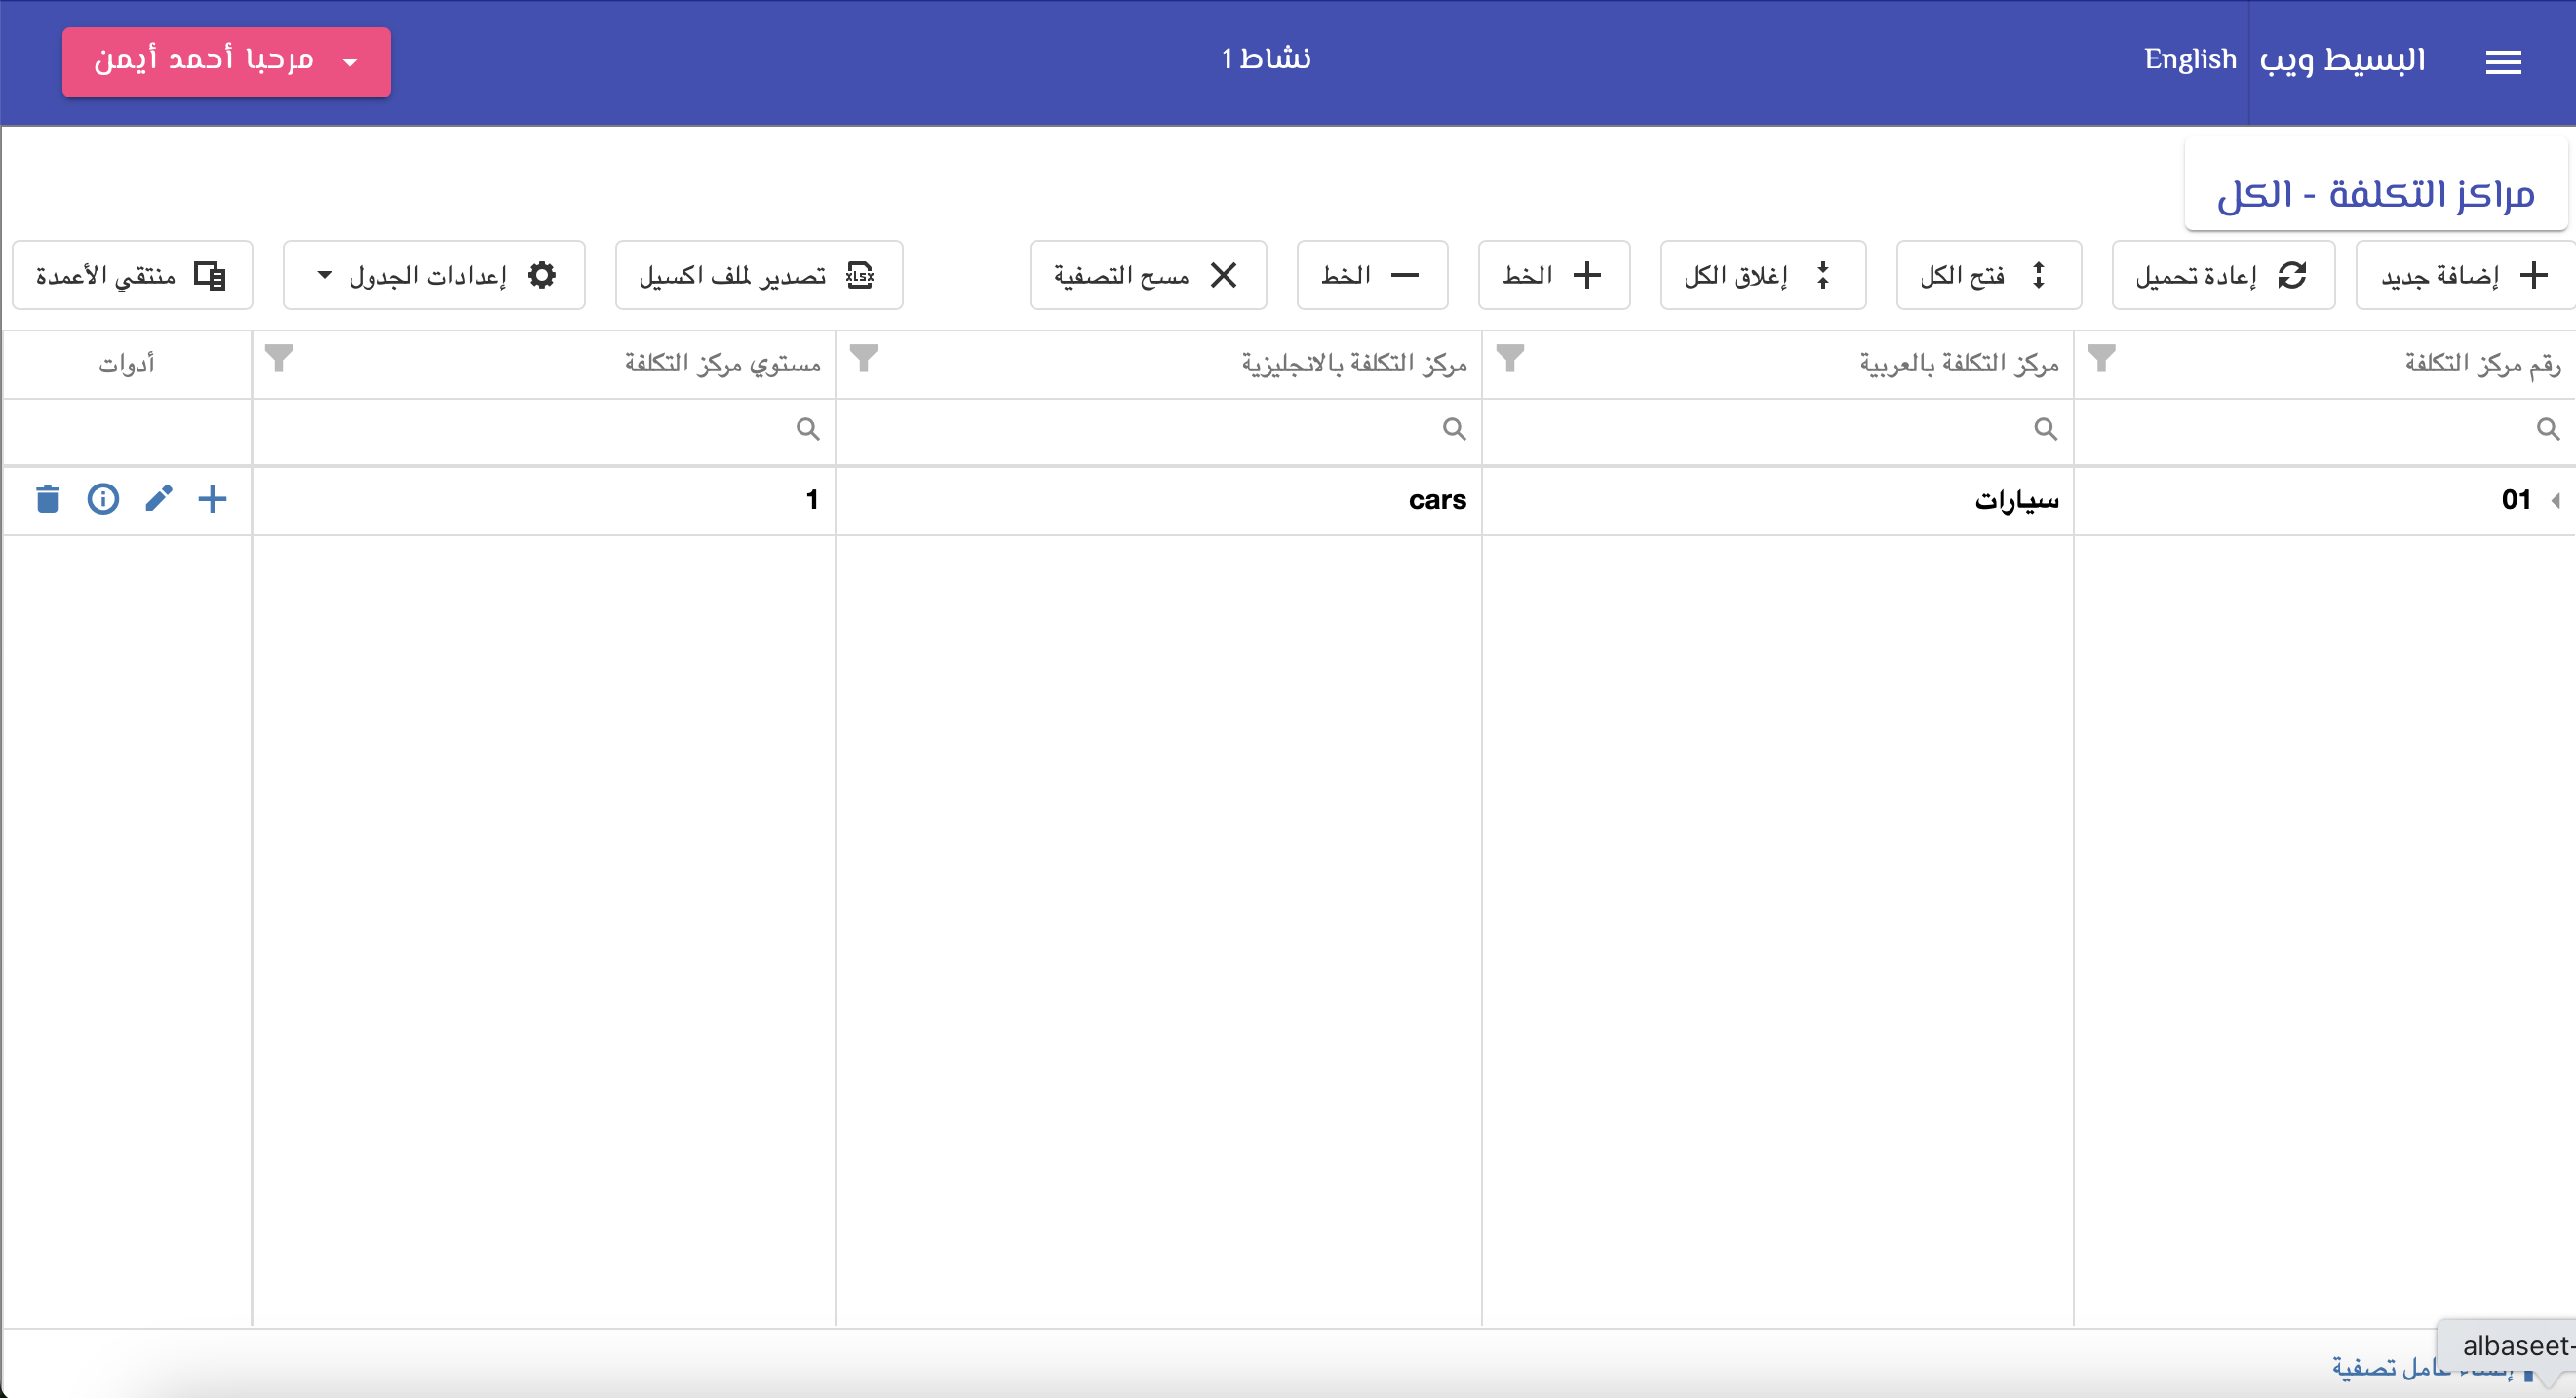 البسيط ويب English نشاط 1 مرحبا أحمد أيمن
مراكز التكلفة - الكل
إضافة جديد إعادة تحميل فتح الكل إغلاق الكل الخط الخط مسح التصفية تصدير لملف اكسيل إعدادات الجدول منتقي الأعمدة
رقم مركز التكلفة مركز التكلفة بالعربية مركز التكلفة بالانجليزية مستوي مركز التكلفة أدوات
01 سيارات cars 1
albaseet-
تصفية